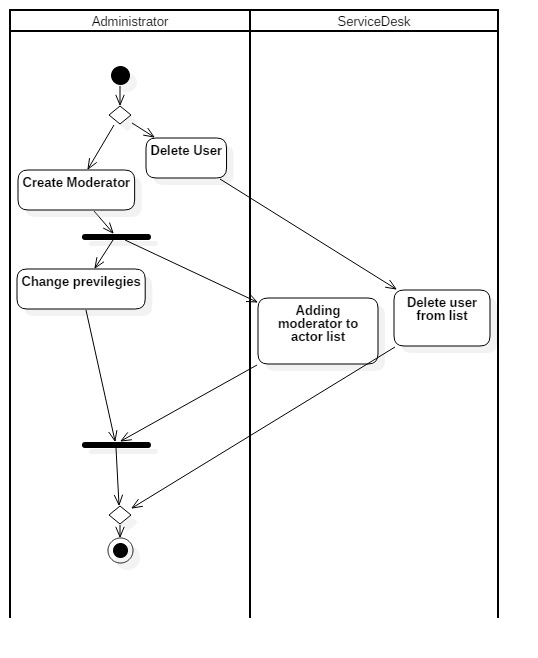 Administrator
ServiceDesk
Delete User
Create Moderator
Change previlegies
Adding
moderator to
actor list
Delete user
from list